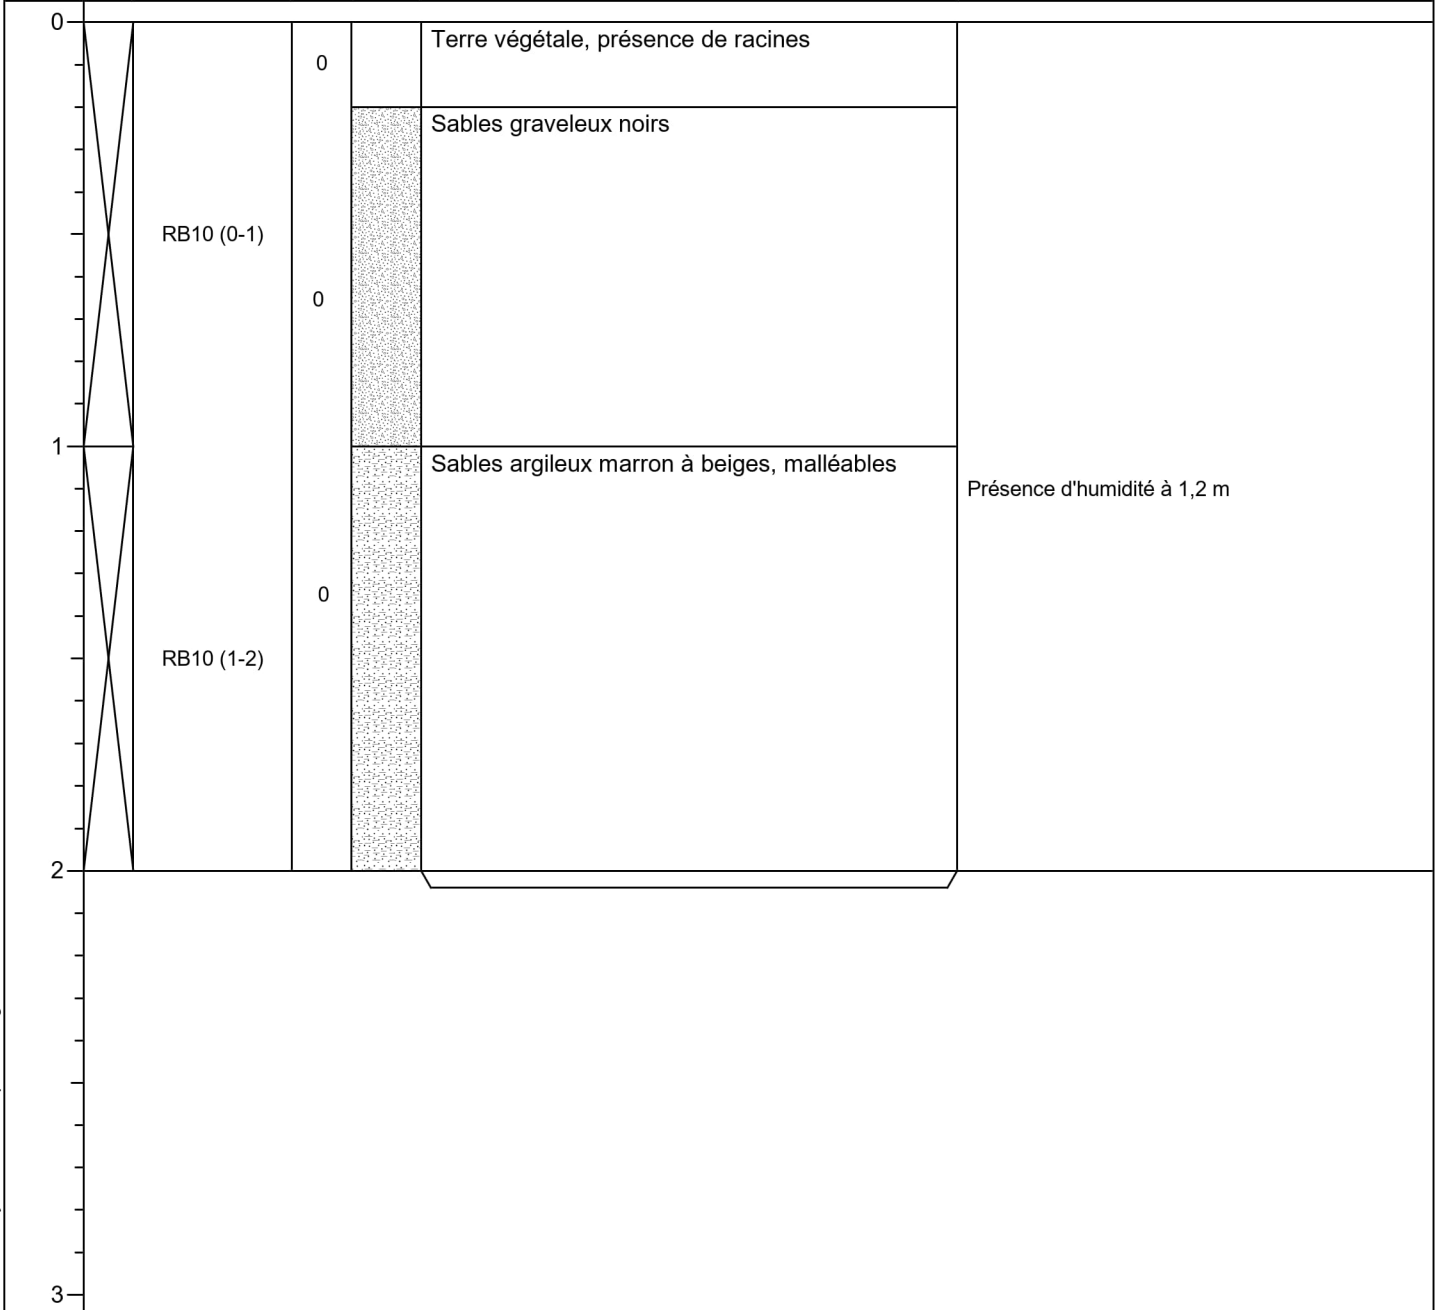 0
Terre végétale, présence de racines
0
Sables graveleux noirs
RB10 (0-1)
0
1
Sables argileux marron à beiges, malléables
Présence d'humidité à 1,2 m
0
RB10 (1-2)
2
3